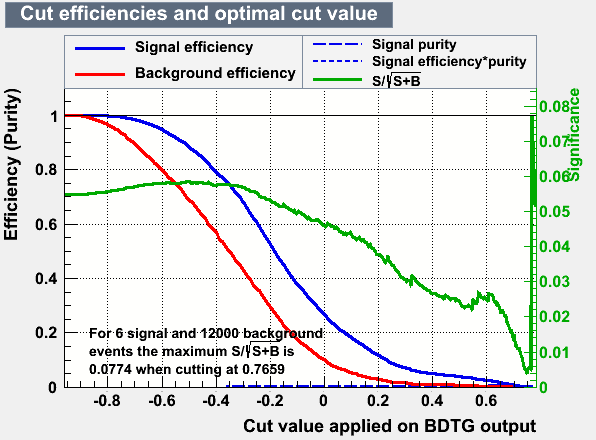 Cut efficiencies and optimal cut value
Signal efficiency
Background efficiency
Signal purity
Signal efficiency*purity
S/√S+B
Efficiency (Purity)
1
0.8
0.6
0.4
0.2
0
0.08
0.07
0.06
0.05
0.04
0.03
0.02
0.01
0
Significance
For 6 signal and 12000 background
events the maximum S/√S+B is
0.0774 when cutting at 0.7659
-0.8 -0.6 -0.4 -0.2 0 0.2 0.4 0.6
Cut value applied on BDTG output